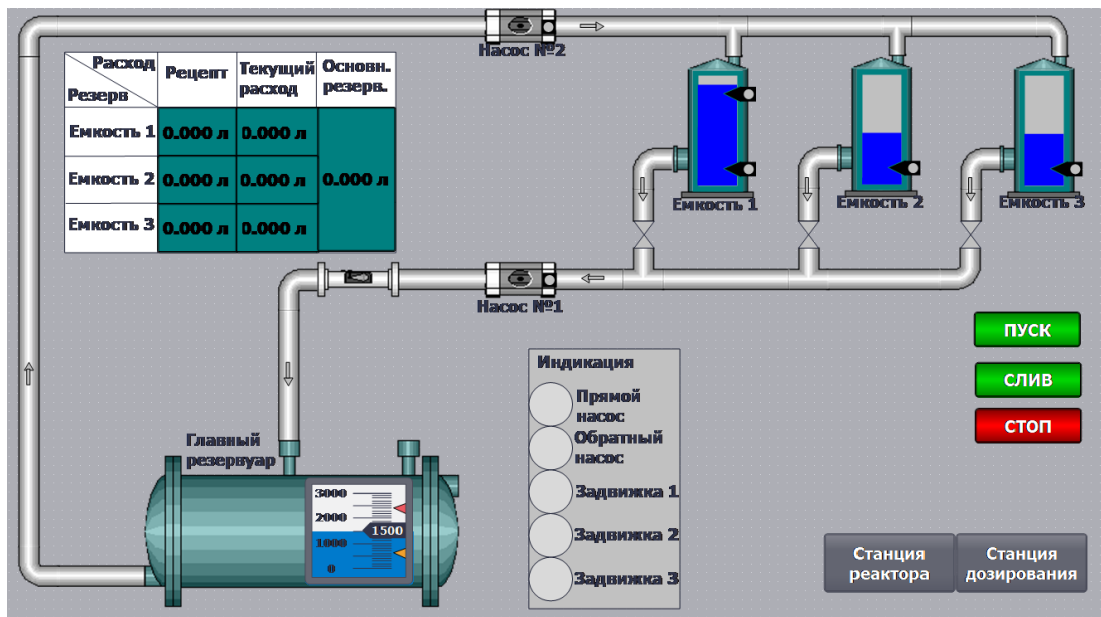 Насос №2
Расход
Резерв
Рецепт
Текущий
расход
Основн.
резерв.
Емкость 1
0.000 л
0.000 л
Емкость 2
0.000 л
0.000 л
0.000 л
Емкость 3
0.000 л
0.000 л
Емкость 1
Емкость 2
Емкость 3
Насос №1
ПУСК
СЛИВ
СТОП
Индикация
Прямой
насос
Обратный
насос
Задвижка 1
Задвижка 2
Задвижка 3
Главный
резервуар
3000
2000
1500
1000
0
Станция
реактора
Станция
дозирования